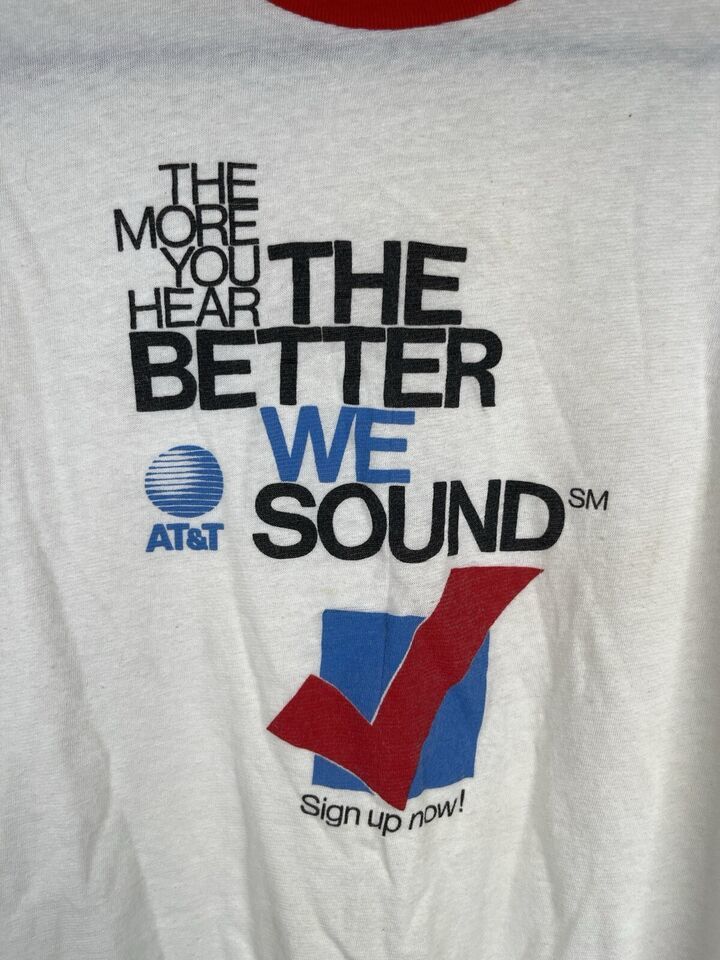 THE
MORE
YOU
HEAR THE
BETTER
WE
SOUND SM
AT&T
Sign up now!